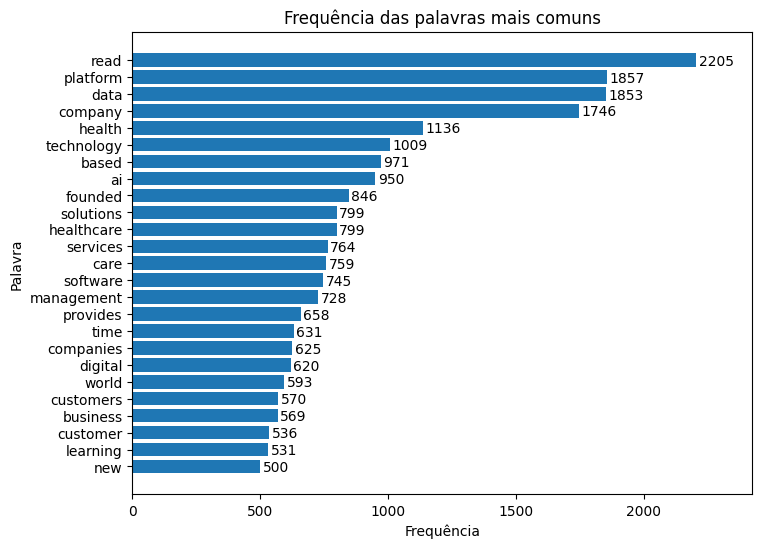 Frequência das palavras mais comuns
read 2205
platform 1857
data 1853
company 1746
health 1136
technology 1009
based 971
ai 950
founded 846
solutions 799
healthcare 799
services 764
care 759
software 745
management 728
provides 658
time 631
companies 625
digital 620
world 593
customers 570
business 569
customer 536
learning 531
new 500
Palavra
0 500 1000 1500 2000
Frequência